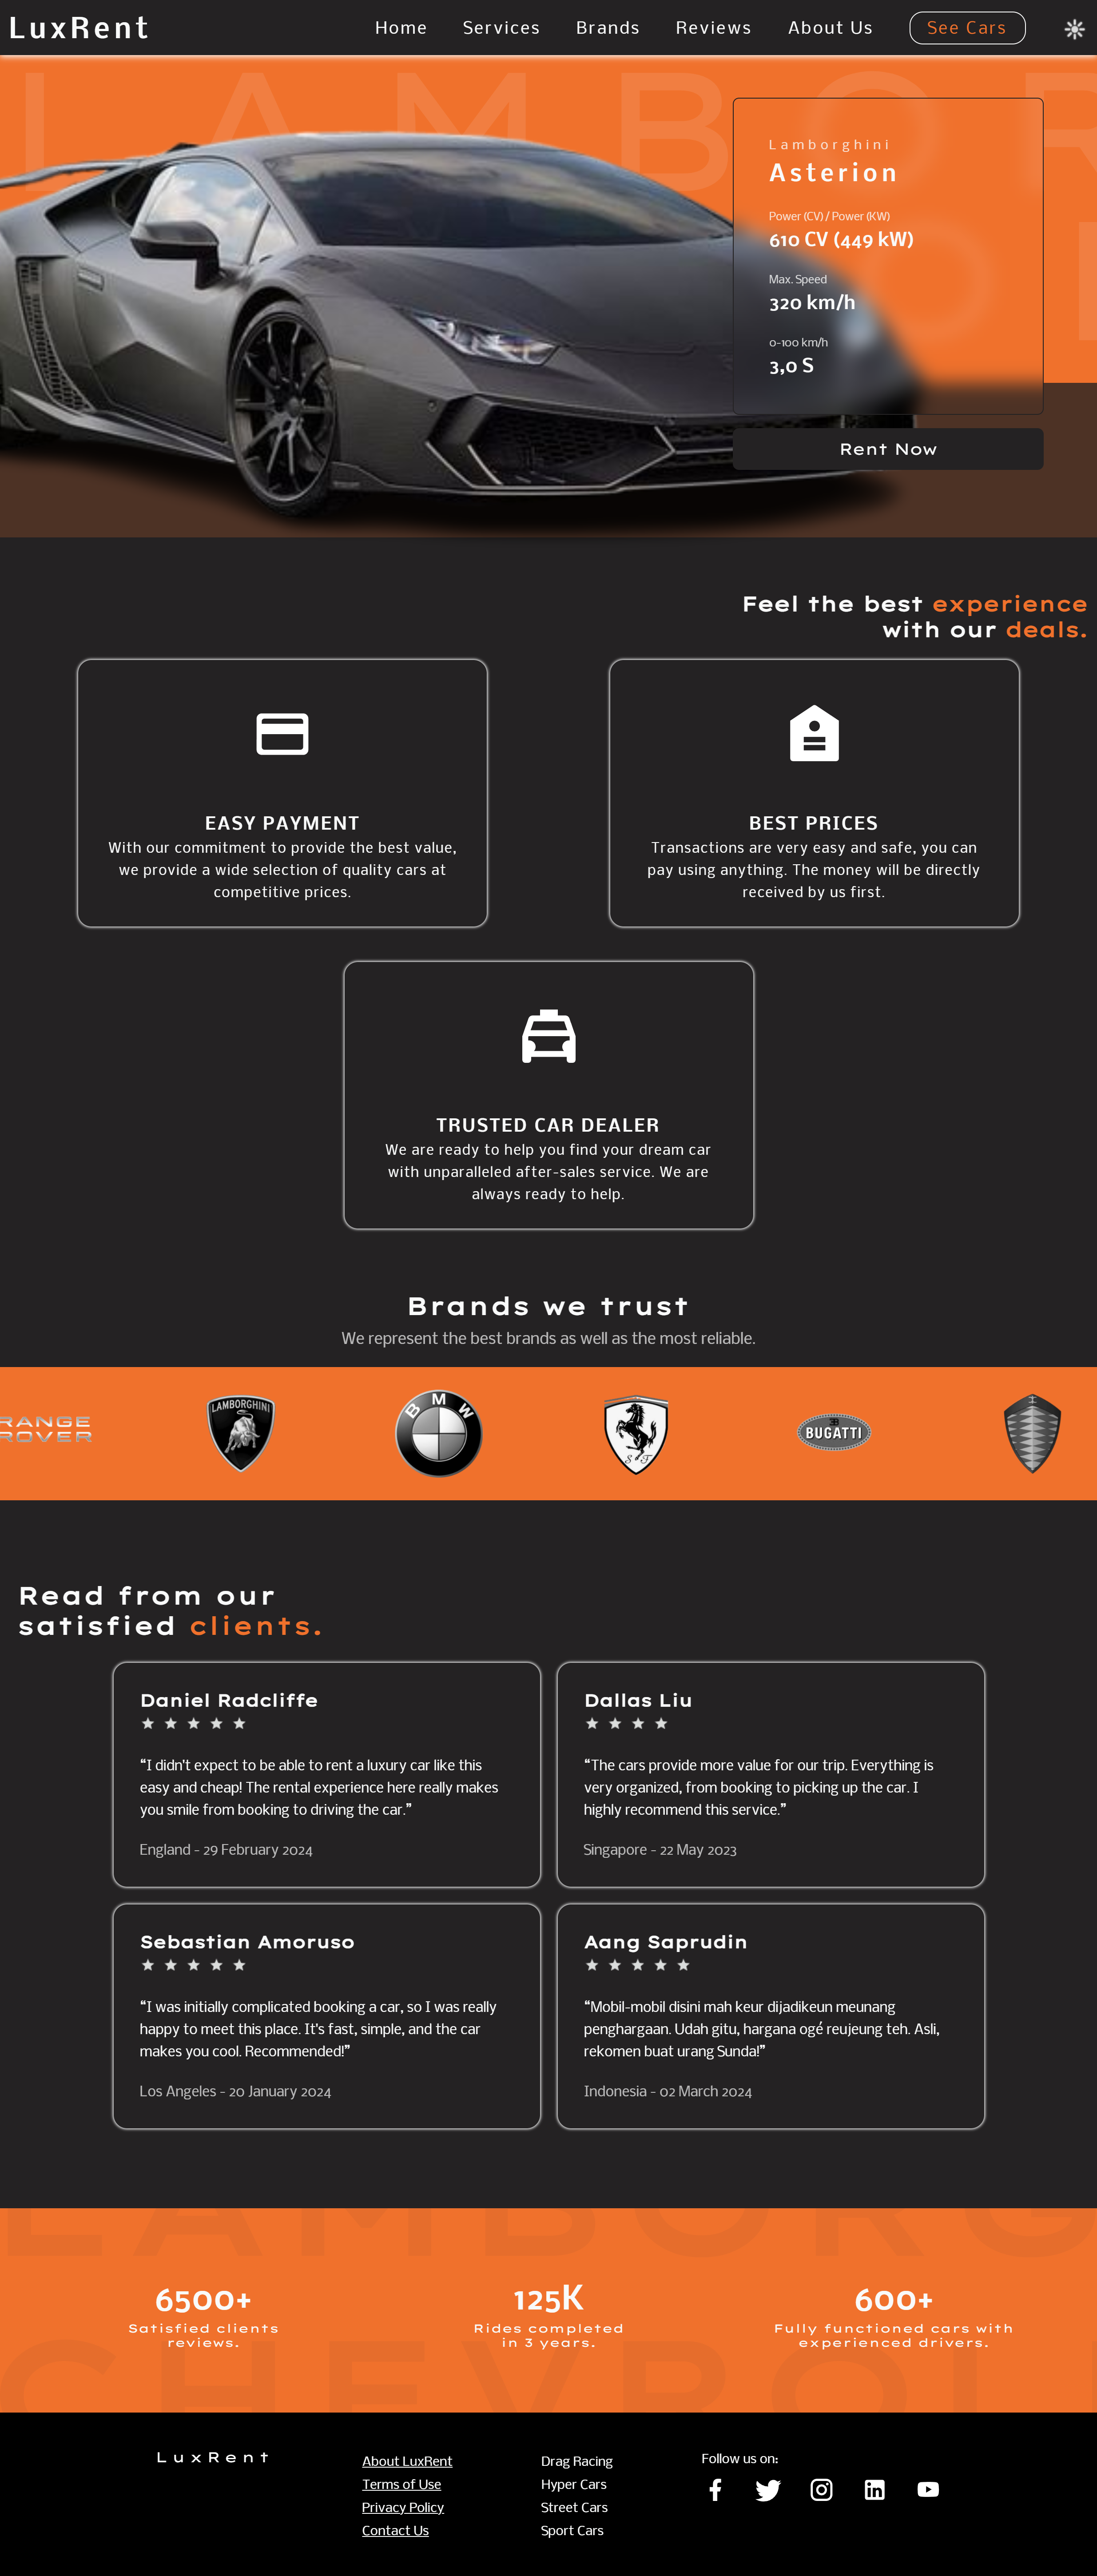 LuxRent
Home
Services
Brands
Reviews
About Us
See Cars
LAMBOR
Lamborghini
Asterion
Power (CV) / Power (KW)
610 CV (449 kW)
Max. Speed
320 km/h
0-100 km/h
3,0 S
Rent Now
Feel the best experience
with our deals.
EASY PAYMENT
With our commitment to provide the best value,
we provide a wide selection of quality cars at
competitive prices.
BEST PRICES
Transactions are very easy and safe, you can
pay using anything. The money will be directly
received by us first.
TRUSTED CAR DEALER
We are ready to help you find your dream car
with unparalleled after-sales service. We are
always ready to help.
Brands we trust
We represent the best brands as well as the most reliable.
RANGE
ROVER
LAMBORGHINI
BMW
S F
BUGATTI
Read from our
satisfied clients.
Daniel Radcliffe
“I didn't expect to be able to rent a luxury car like this
easy and cheap! The rental experience here really makes
you smile from booking to driving the car.”
England - 29 February 2024
Dallas Liu
“The cars provide more value for our trip. Everything is
very organized, from booking to picking up the car. I
highly recommend this service.”
Singapore - 22 May 2023
Sebastian Amoruso
“I was initially complicated booking a car, so I was really
happy to meet this place. It's fast, simple, and the car
makes you cool. Recommended!”
Los Angeles - 20 January 2024
Aang Saprudin
“Mobil-mobil disini mah keur dijadikeun meunang
penghargaan. Udah gitu, hargana ogé reujeung teh. Asli,
rekomen buat urang Sunda!”
Indonesia - 02 March 2024
LAMBORG
6500+
Satisfied clients
reviews.
125K
Rides completed
in 3 years.
600+
Fully functioned cars with
experienced drivers.
CHEVROL
LuxRent
About LuxRent
Terms of Use
Privacy Policy
Contact Us
Drag Racing
Hyper Cars
Street Cars
Sport Cars
Follow us on: